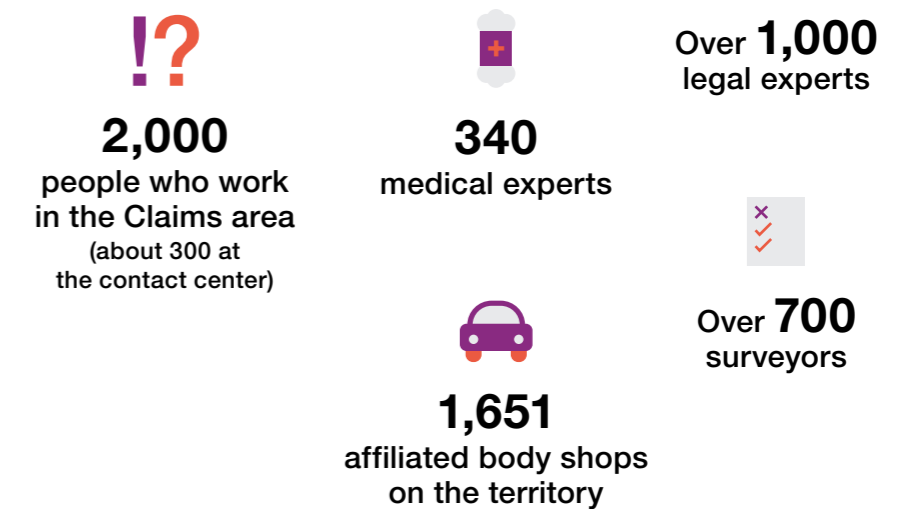 !?
2,000
people who work
in the Claims area
(about 300 at
the contact center)
340
medical experts
Over 1,000
legal experts
Over 700
surveyors
1,651
affiliated body shops
on the territory